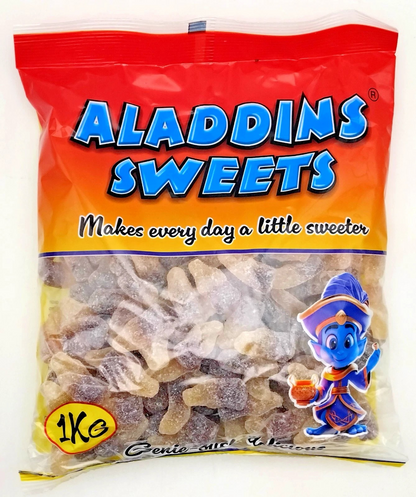 ALADDINS®
SWEETS
Makes every day a little sweeter
1KG